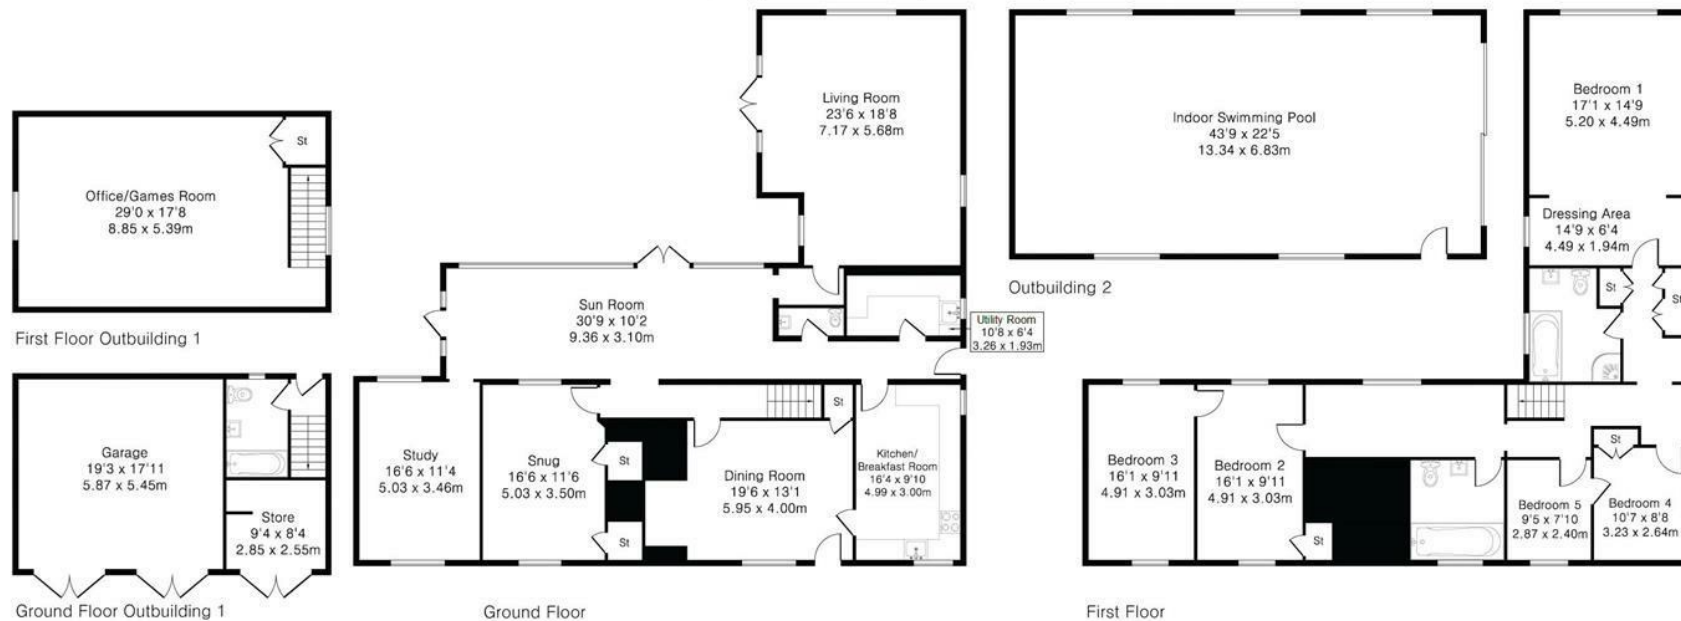 Office/Games Room
29'0 x 17'8
8.85 x 5.39m
St
First Floor Outbuilding 1
Garage
19'3 x 17'11
5.87 x 5.45m
Store
9'4 x 8'4
2.85 x 2.55m
Ground Floor Outbuilding 1
Living Room
23'6 x 18'8
7.17 x 5.68m
Sun Room
30'9 x 10'2
9.36 x 3.10m
Utility Room
10'8 x 6'4
3.26 x 1.93m
Study
16'6 x 11'4
5.03 x 3.46m
Snug
16'6 x 11'6
5.03 x 3.50m
St
St
Dining Room
19'6 x 13'1
5.95 x 4.00m
St
Kitchen/
Breakfast Room
16'4 x 9'10
4.99 x 3.00m
Ground Floor
Indoor Swimming Pool
43'9 x 22'5
13.34 x 6.83m
Outbuilding 2
Bedroom 1
17'1 x 14'9
5.20 x 4.49m
Dressing Area
14'9 x 6'4
4.49 x 1.94m
St
St
Bedroom 3
16'1 x 9'11
4.91 x 3.03m
Bedroom 2
16'1 x 9'11
4.91 x 3.03m
St
St
Bedroom 5
9'5 x 7'10
2.87 x 2.40m
Bedroom 4
10'7 x 8'8
3.23 x 2.64m
First Floor